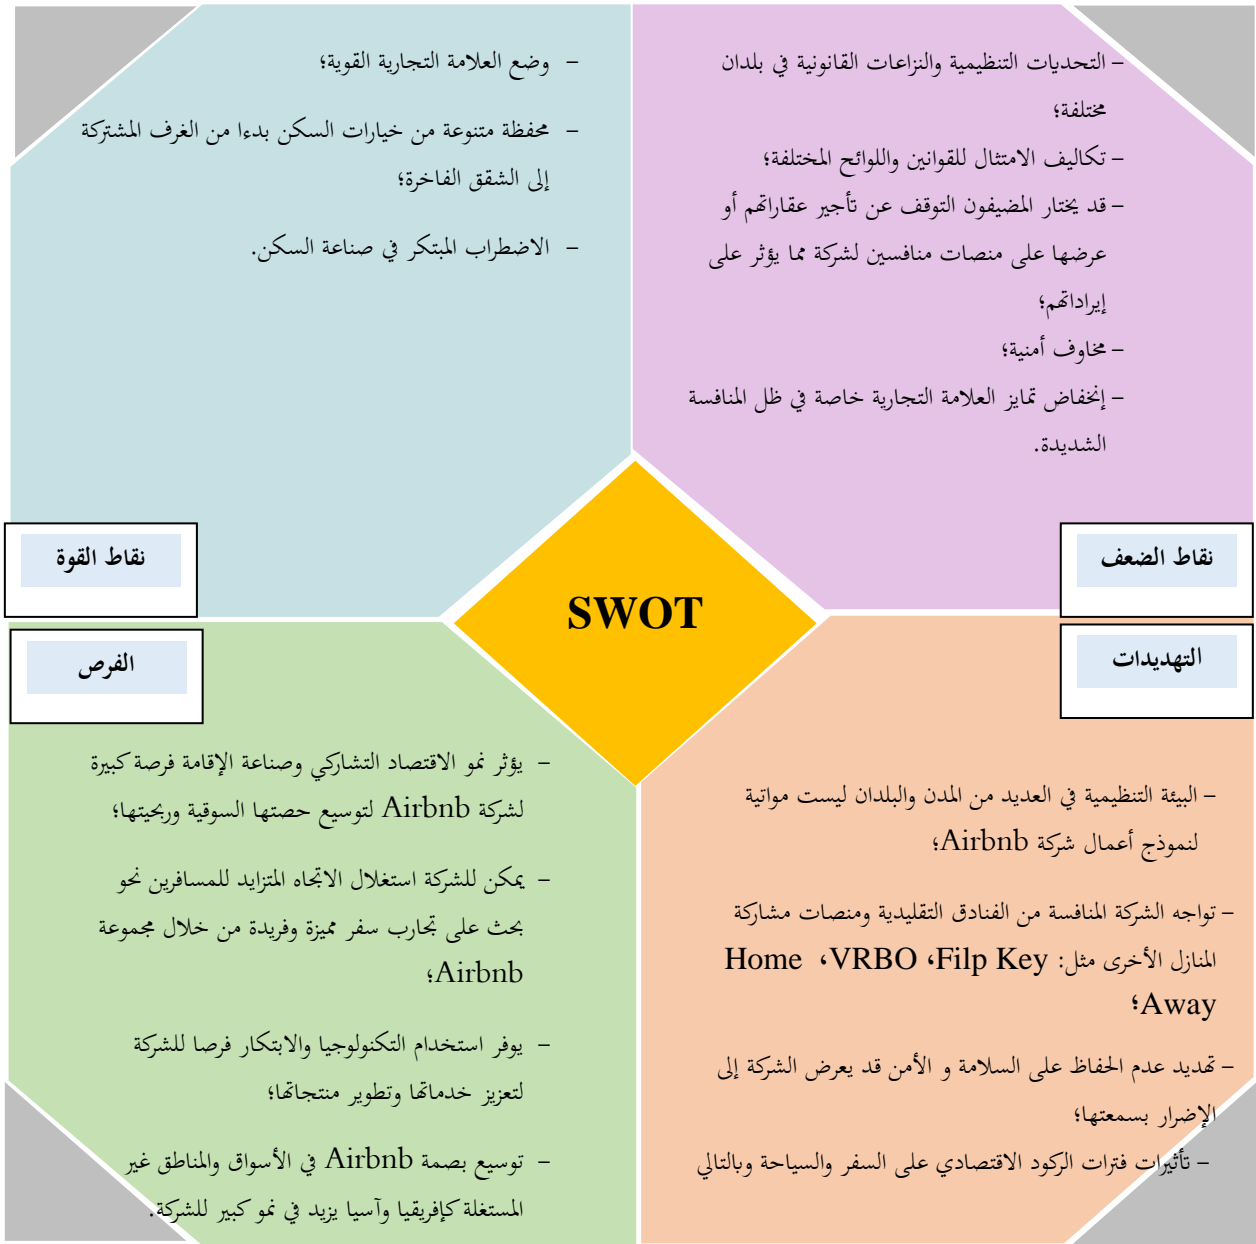 – التحديات التنظيمية والنزاعات القانونية في بلدان
مختلفة؛
– تكاليف الامتثال للقوانين واللوائح المختلفة؛
– قد يختار المضيفون التوقف عن تأجير عقاراتهم أو
عرضها على منصات منافسين لشركة مما يؤثر على
إيراداتهم؛
– مخاوف أمنية؛
– إنخفاض تمايز العلامة التجارية خاصة في ظل المنافسة
الشديدة.
نقاط الضعف
– وضع العلامة التجارية القوية؛
– محفظة متنوعة من خيارات السكن بدءا من الغرف المشتركة
إلى الشقق الفاخرة؛
– الاضطراب المبتكر في صناعة السكن.
نقاط القوة
SWOT
التهديدات
– البيئة التنظيمية في العديد من المدن والبلدان ليست مواتية
لنموذج أعمال شركة Airbnb؛
– تواجه الشركة المنافسة من الفنادق التقليدية ومنصات مشاركة
المنازل الأخرى مثل: Filp Key، VRBO، Home
Away؛
– تهديد عدم الحفاظ على السلامة و الأمن قد يعرض الشركة إلى
الإضرار بسمعتها؛
– تأثيرات فترات الركود الاقتصادي على السفر والسياحة وبالتالي
الفرص
– يؤثر نمو الاقتصاد التشاركي وصناعة الإقامة فرصة كبيرة
لشركة Airbnb لتوسيع حصتها السوقية وربحيتها؛
– يمكن للشركة استغلال الاتجاه المتزايد للمسافرين نحو
بحث على تجارب سفر مميزة وفريدة من خلال مجموعة
Airbnb؛
– يوفر استخدام التكنولوجيا والابتكار فرصا للشركة
لتعزيز خدماتها وتطوير منتجاتها؛
– توسيع بصمة Airbnb في الأسواق والمناطق غير
المستغلة كإفريقيا وآسيا يزيد في نمو كبير للشركة.